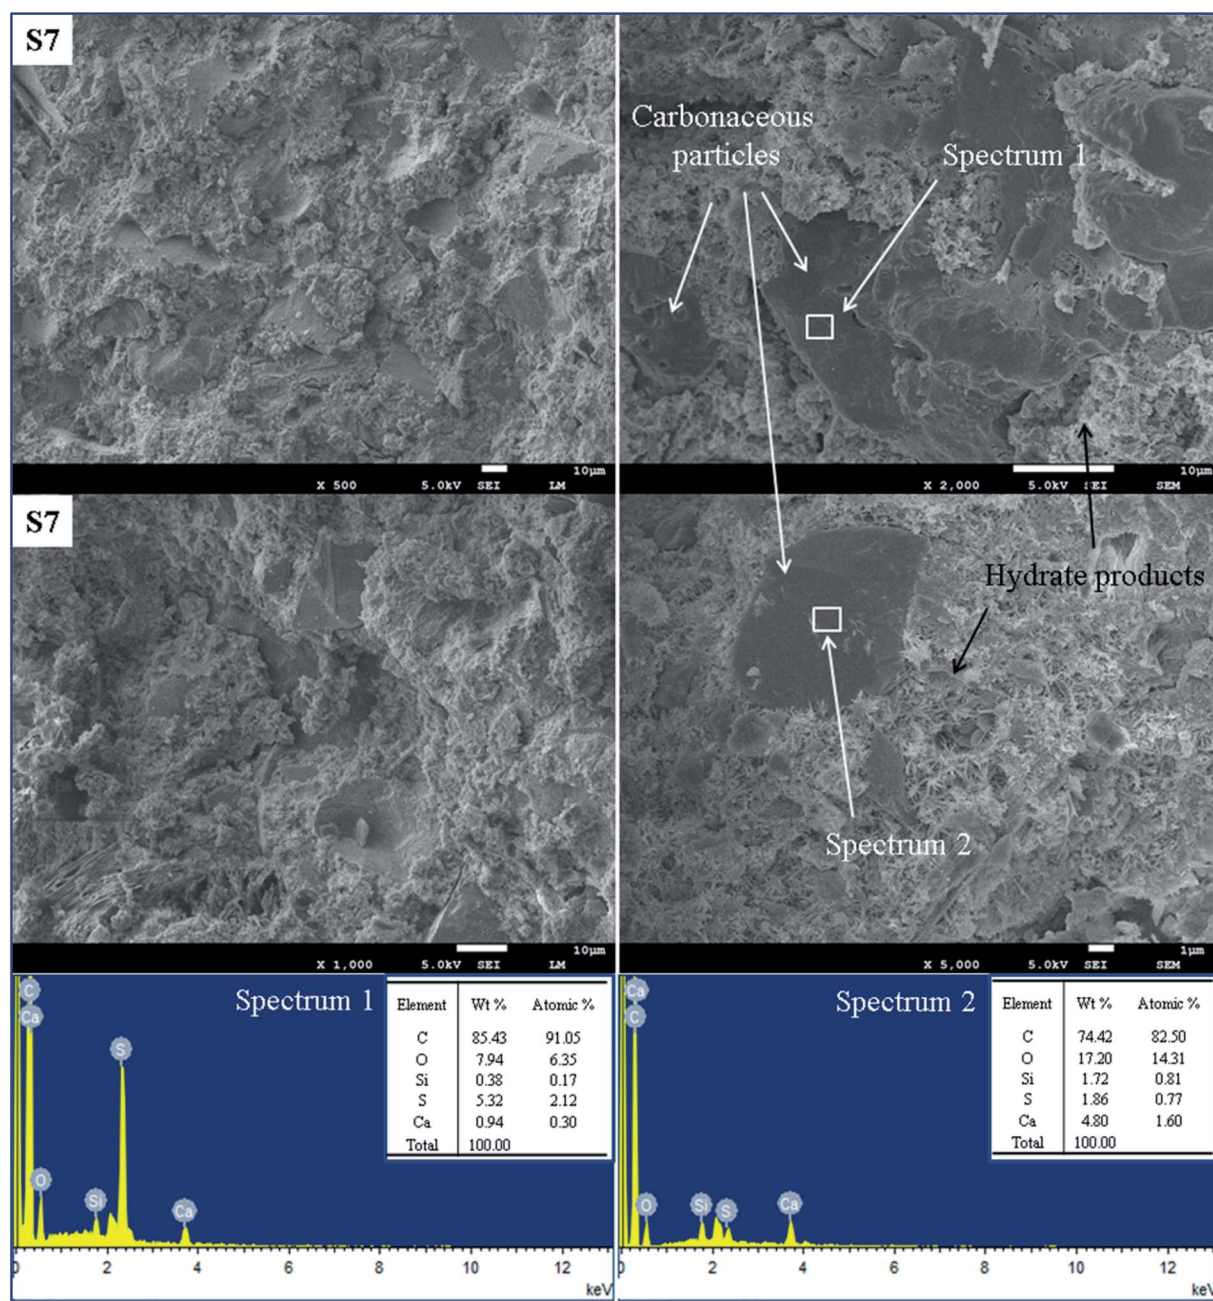 S7
Carbonaceous
particles
Spectrum 1
10μm
X 500 5.0kV SEI LM
10μm
X 2,000 5.0kV SEI SEM
S7
Hydrate products
Spectrum 2
10μm
X 1,000 5.0kV SEI LM
1μm
X 5,000 5.0kV SEI SEM
Spectrum 1
C
Ca
S
O
Si
Ca
Element Wt % Atomic %
C 85.43 91.05
O 7.94 6.35
Si 0.38 0.17
S 5.32 2.12
Ca 0.94 0.30
Total 100.00
0 2 4 6 8 10 12
keV
Spectrum 2
Ca
C
O
Si
S
Ca
Element Wt % Atomic %
C 74.42 82.50
O 17.20 14.31
Si 1.72 0.81
S 1.86 0.77
Ca 4.80 1.60
Total 100.00
0 2 4 6 8 10 12
keV